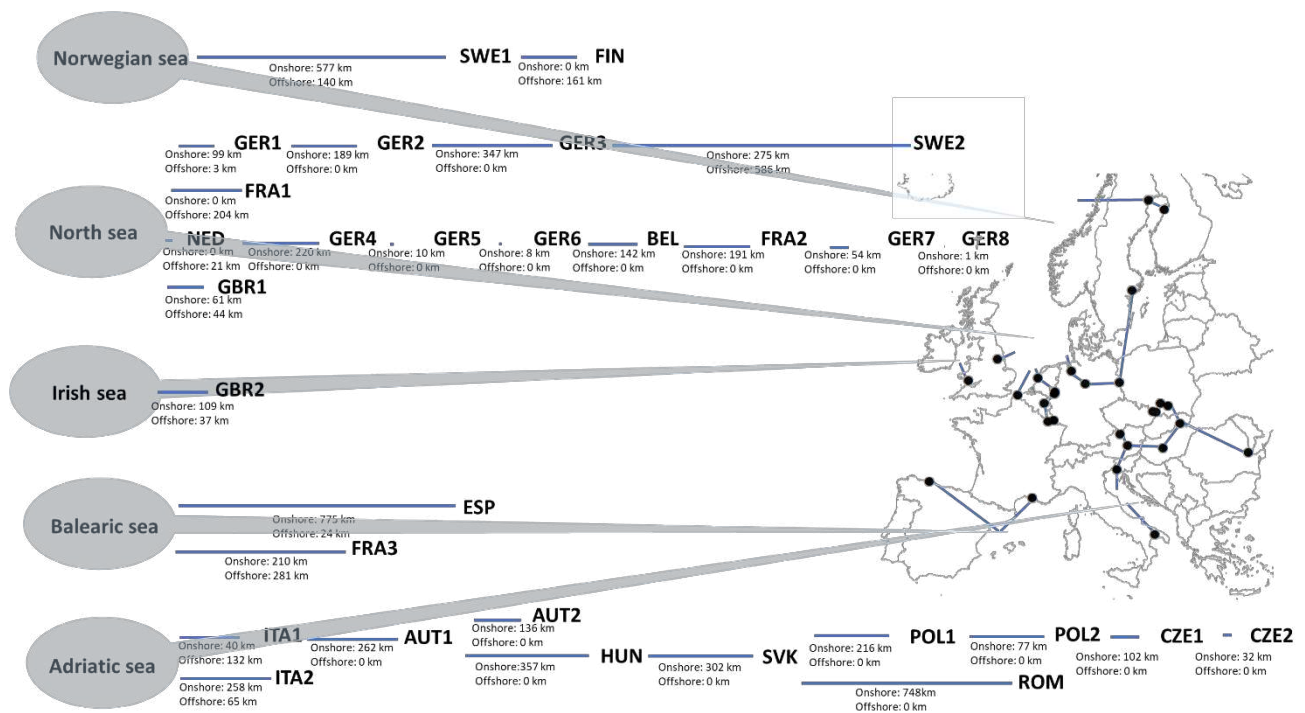 Norwegian sea
SWE1
FIN
Onshore: 577 km
Offshore: 140 km
Onshore: 0 km
Offshore: 161 km
GER1
GER2
GER3
SWE2
Onshore: 99 km
Offshore: 3 km
Onshore: 189 km
Offshore: 0 km
Onshore: 347 km
Offshore: 0 km
Onshore: 275 km
Offshore: 586 km
FRA1
Onshore: 0 km
Offshore: 204 km
North sea
NED
GER4
GER5
GER6
BEL
FRA2
GER7
GER8
Onshore: 0 km
Offshore: 21 km
Onshore: 220 km
Offshore: 0 km
Onshore: 10 km
Offshore: 0 km
Onshore: 8 km
Offshore: 0 km
Onshore: 142 km
Offshore: 0 km
Onshore: 191 km
Offshore: 0 km
Onshore: 54 km
Offshore: 0 km
Onshore: 1 km
Offshore: 0 km
GBR1
Onshore: 61 km
Offshore: 44 km
Irish sea
GBR2
Onshore: 109 km
Offshore: 37 km
Balearic sea
ESP
Onshore: 775 km
Offshore: 24 km
FRA3
Onshore: 210 km
Offshore: 281 km
Adriatic sea
ITA1
AUT1
AUT2
Onshore: 40 km
Offshore: 132 km
Onshore: 262 km
Offshore: 0 km
Onshore: 136 km
Offshore: 0 km
HUN
SVK
POL1
POL2
CZE1
CZE2
Onshore: 357 km
Offshore: 0 km
Onshore: 302 km
Offshore: 0 km
Onshore: 216 km
Offshore: 0 km
Onshore: 77 km
Offshore: 0 km
Onshore: 102 km
Offshore: 0 km
Onshore: 32 km
Offshore: 0 km
ITA2
Onshore: 258 km
Offshore: 65 km
ROM
Onshore: 748km
Offshore: 0 km